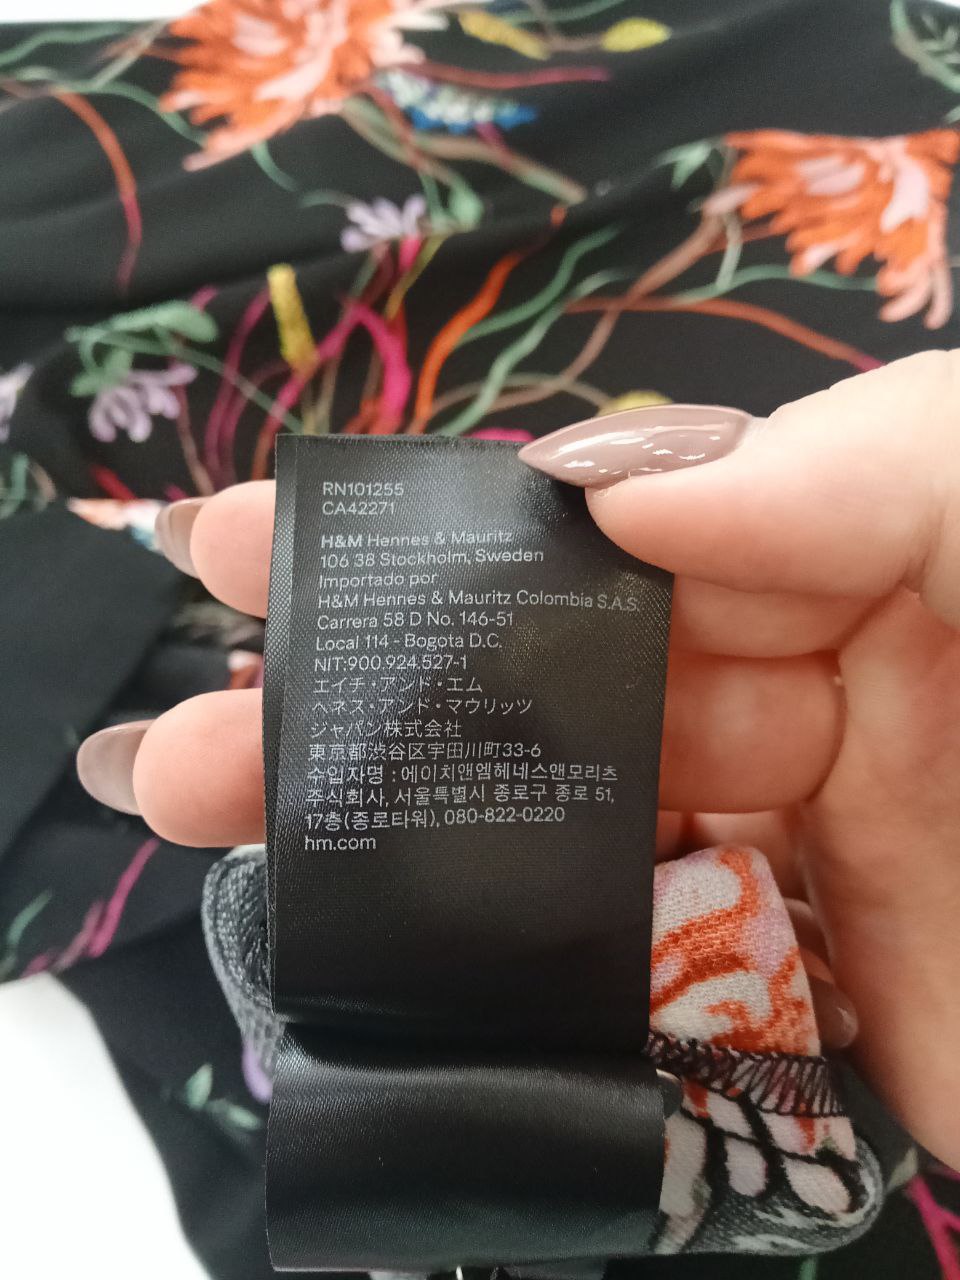 RN101255
CA42271
H&M Hennes & Mauritz
106 38 Stockholm, Sweden
Importado por
H&M Hennes & Mauritz Colombia S.A.S.
Carrera 58 D No. 146-51
Local 114 - Bogota D.C.
NIT:900.924.527-1
エイチ・アンド・エム
ヘネス・アンド・マウリッツ
ジャパン株式会社
東京都渋谷区宇田川町33-6
수입자명 : 에이치앤엠헤네스앤모리츠
주식회사, 서울특별시 종로구 종로 51,
17층(종로타워), 080-822-0220
hm.com